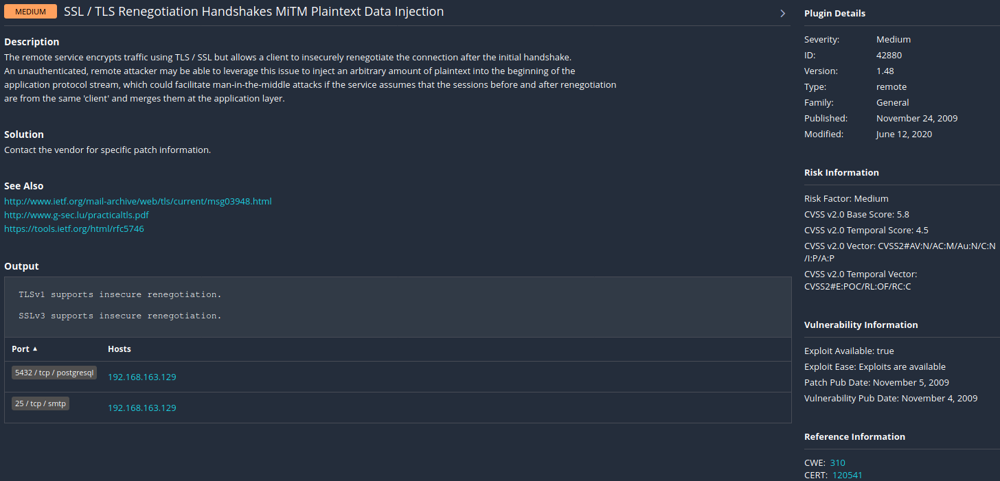 MEDIUM SSL / TLS Renegotiation Handshakes MiTM Plaintext Data Injection
Description
The remote service encrypts traffic using TLS / SSL but allows a client to insecurely renegotiate the connection after the initial handshake.
An unauthenticated, remote attacker may be able to leverage this issue to inject an arbitrary amount of plaintext into the beginning of the
application protocol stream, which could facilitate man-in-the-middle attacks if the service assumes that the sessions before and after renegotiation
are from the same 'client' and merges them at the application layer.
Solution
Contact the vendor for specific patch information.
See Also
http://www.ietf.org/mail-archive/web/tls/current/msg03948.html
http://www.g-sec.lu/practicaltls.pdf
https://tools.ietf.org/html/rfc5746
Output
TLSv1 supports insecure renegotiation.
SSLv3 supports insecure renegotiation.
Port ▲ Hosts
5432 / tcp / postgresql 192.168.163.129
25 / tcp / smtp 192.168.163.129
Plugin Details
Severity: Medium
ID: 42880
Version: 1.48
Type: remote
Family: General
Published: November 24, 2009
Modified: June 12, 2020
Risk Information
Risk Factor: Medium
CVSS v2.0 Base Score: 5.8
CVSS v2.0 Temporal Score: 4.5
CVSS v2.0 Vector: CVSS2#AV:N/AC:M/Au:N/C:N
/I:P/A:P
CVSS v2.0 Temporal Vector:
CVSS2#E:POC/RL:OF/RC:C
Vulnerability Information
Exploit Available: true
Exploit Ease: Exploits are available
Patch Pub Date: November 5, 2009
Vulnerability Pub Date: November 4, 2009
Reference Information
CWE: 310
CERT: 120541